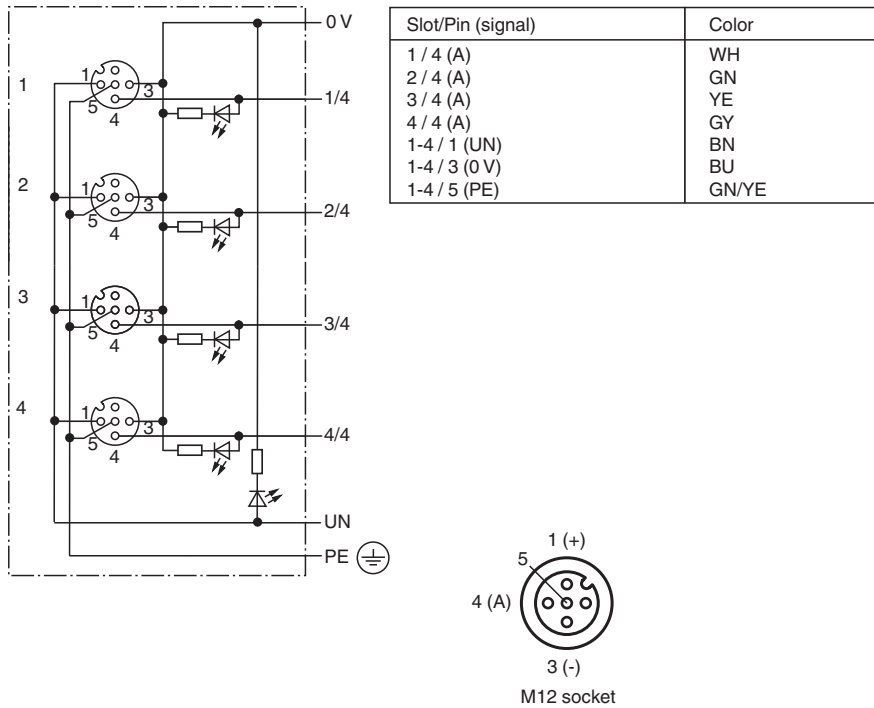 0 V
1
1
3
5
4
1/4
2
1
3
5
4
2/4
3
1
3
5
4
3/4
4
1
3
5
4
4/4
UN
PE
Slot/Pin (signal) Color
1 / 4 (A) WH
2 / 4 (A) GN
3 / 4 (A) YE
4 / 4 (A) GY
1-4 / 1 (UN) BN
1-4 / 3 (0 V) BU
1-4 / 5 (PE) GN/YE
1 (+)
5
4 (A)
3 (-)
M12 socket